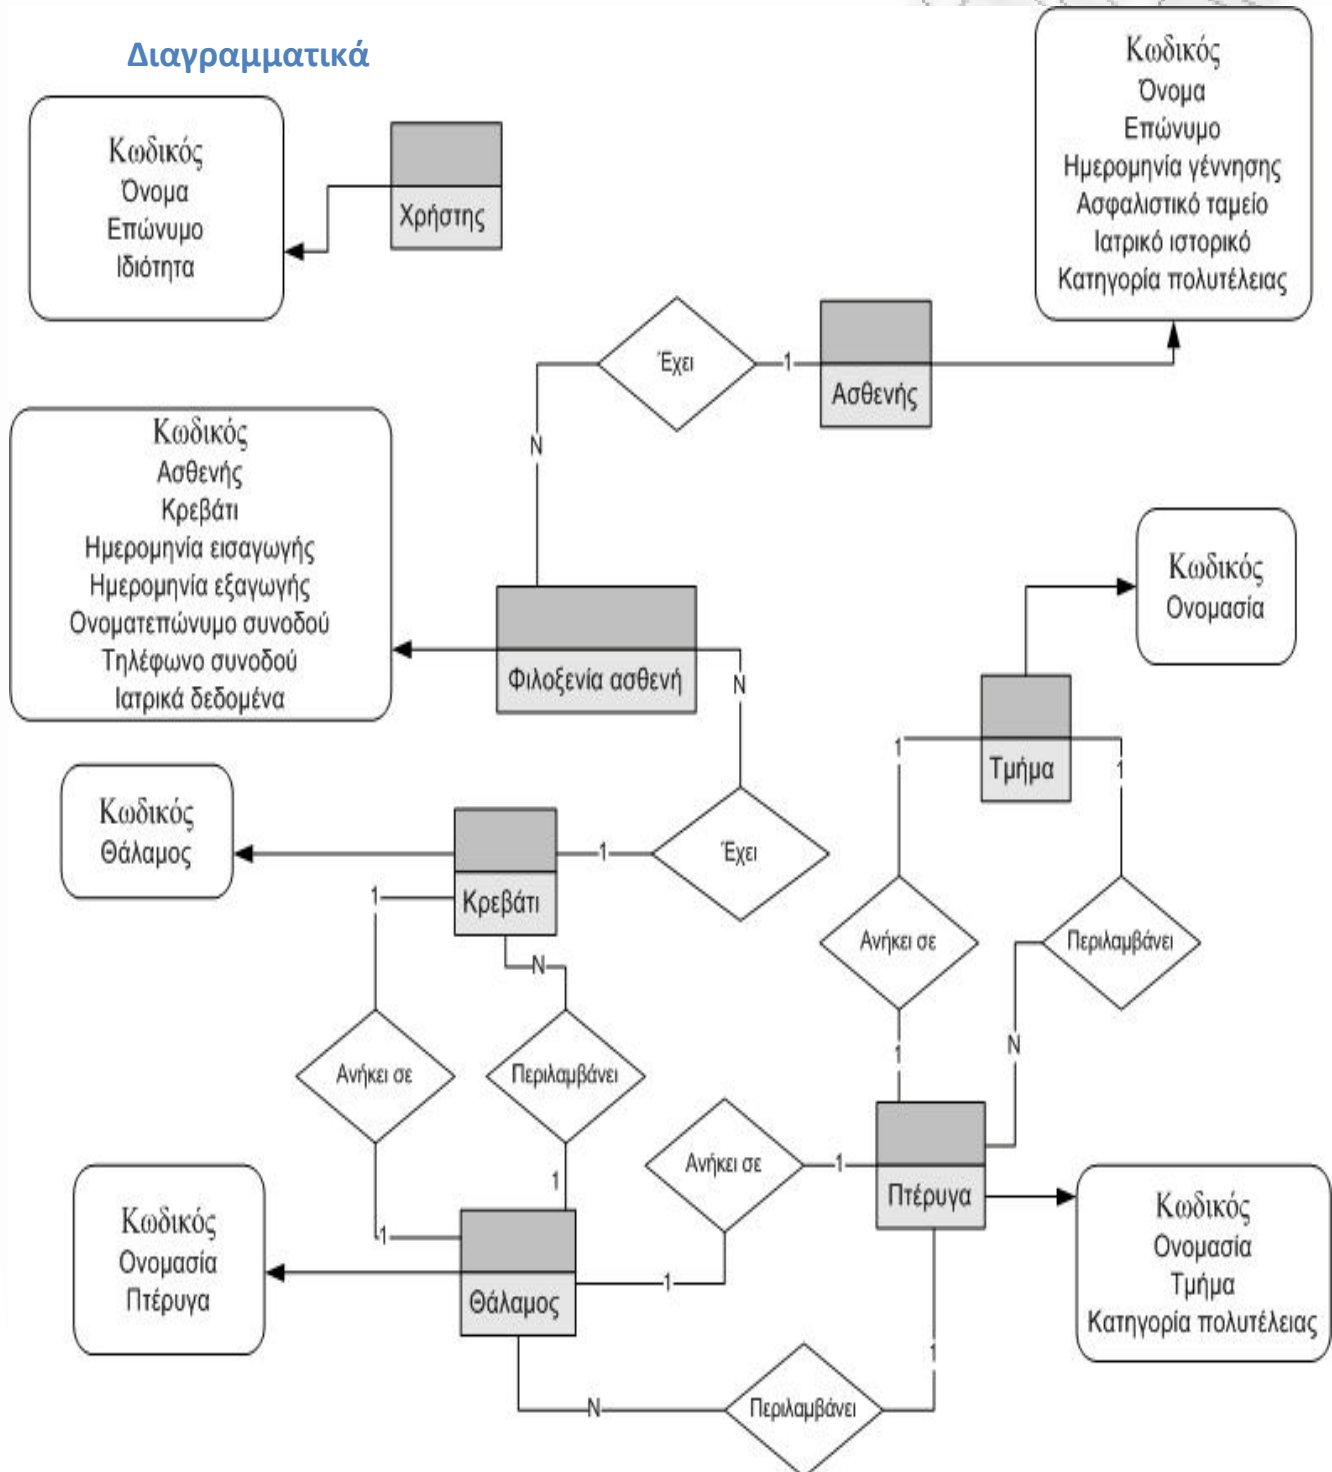 Διαγραμματικά
Κωδικός
Όνομα
Επώνυμο
Ιδιότητα
Χρήστης
Κωδικός
Όνομα
Επώνυμο
Ημερομηνία γέννησης
Ασφαλιστικό ταμείο
Ιατρικό ιστορικό
Κατηγορία πολυτέλειας
Έχει
1
Ασθενής
N
Κωδικός
Ασθενής
Κρεβάτι
Ημερομηνία εισαγωγής
Ημερομηνία εξαγωγής
Ονοματεπώνυμο συνοδού
Τηλέφωνο συνοδού
Ιατρικά δεδομένα
Φιλοξενία ασθενή
N
Κωδικός
Ονομασία
Τμήμα
1
1
Κωδικός
Θάλαμος
Κρεβάτι
1
Έχει
1
N
Ανήκει σε
Περιλαμβάνει
Ανήκει σε
Περιλαμβάνει
1
N
1
1
Ανήκει σε
1
Πτέρυγα
Κωδικός
Ονομασία
Πτέρυγα
Θάλαμος
1
Κωδικός
Ονομασία
Τμήμα
Κατηγορία πολυτέλειας
N
Περιλαμβάνει
1